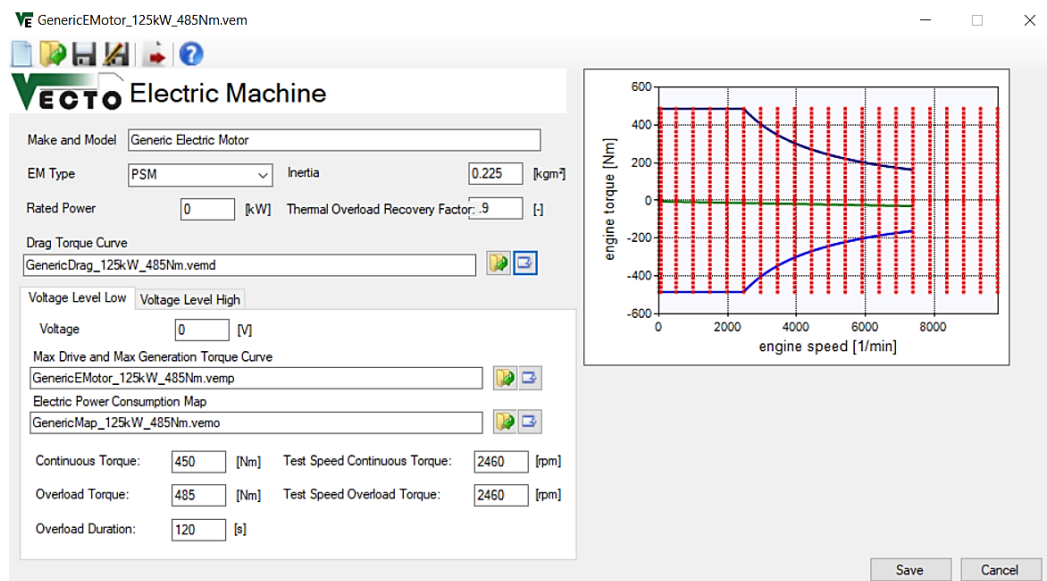 VE GenericEMotor_125kW_485Nm.vem
VECTO Electric Machine
Make and Model Generic Electric Motor
EM Type PSM Inertia 0.225 [kgm²]
Rated Power 0 [kW] Thermal Overload Recovery Factor: .9 [-]
Drag Torque Curve
GenericDrag_125kW_485Nm.vemd
Voltage Level Low Voltage Level High
Voltage 0 [V]
Max Drive and Max Generation Torque Curve
GenericEMotor_125kW_485Nm.vemp
Electric Power Consumption Map
GenericMap_125kW_485Nm.vemo
Continuous Torque: 450 [Nm] Test Speed Continuous Torque: 2460 [rpm]
Overload Torque: 485 [Nm] Test Speed Overload Torque: 2460 [rpm]
Overload Duration: 120 [s]
engine torque [Nm]
600
400
200
0
-200
-400
-600
0 2000 4000 6000 8000
engine speed [1/min]
Save Cancel